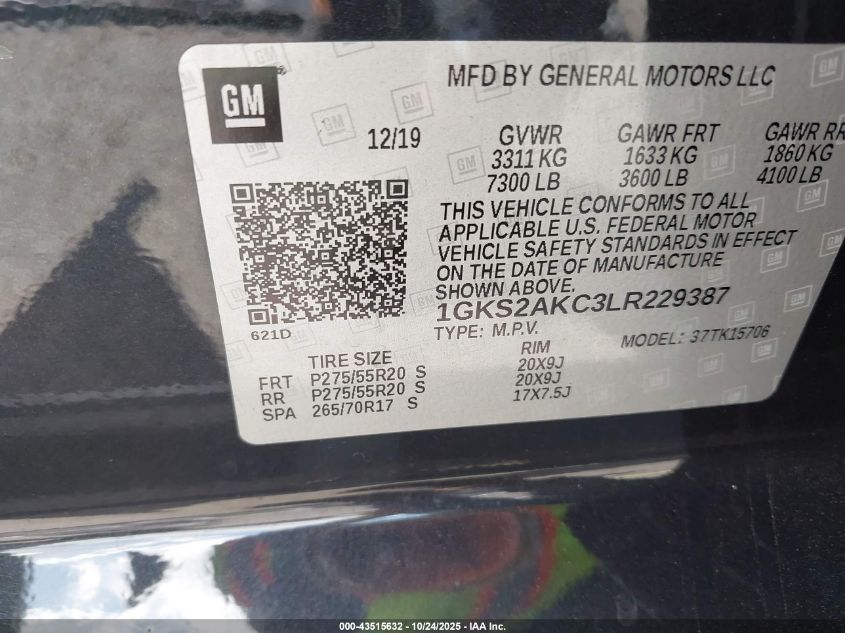 GM
MFD BY GENERAL MOTORS LLC
12/19
GVWR GAWR FRT GAWR RR
3311 KG 1633 KG 1860 KG
7300 LB 3600 LB 4100 LB
THIS VEHICLE CONFORMS TO ALL
APPLICABLE U.S. FEDERAL MOTOR
VEHICLE SAFETY STANDARDS IN EFFECT
ON THE DATE OF MANUFACTURE
SHOWN ABOVE.
1GKS2AKC3LR229387
TYPE: M.P.V. MODEL: 37TK15706
621D
TIRE SIZE RIM
FRT P275/55R20 S 20X9J
RR P275/55R20 S 20X9J
SPA 265/70R17 S 17X7.5J
000-43515632 - 10/24/2025 - IAA Inc.